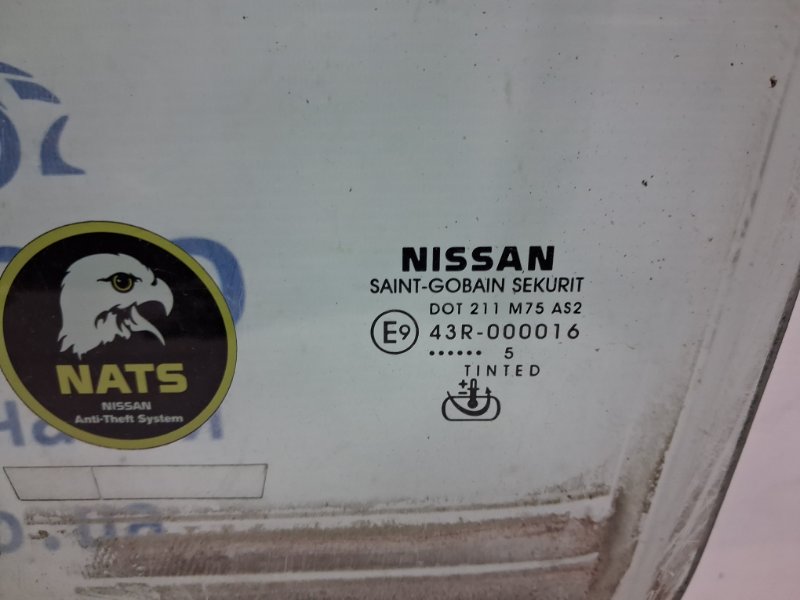 NISSAN
SAINT-GOBAIN SEKURIT
DOT 211 M75 AS2
E9 43R-000016
•••••• 5
TINTED
NATS
NISSAN
Anti-Theft System